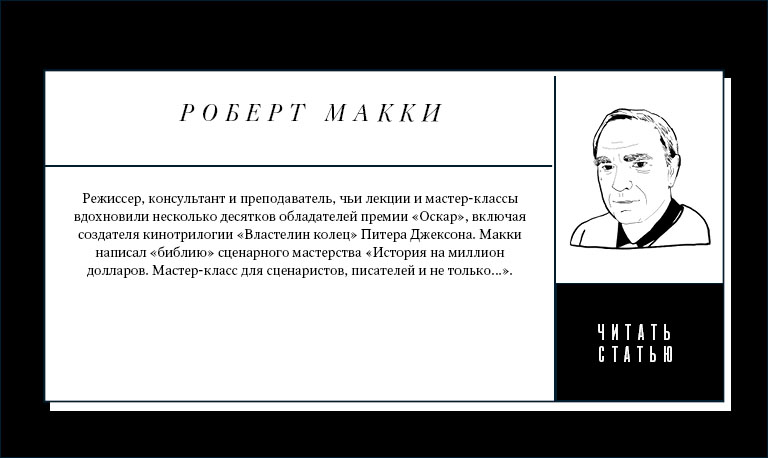 РОБЕРТ МАККИ
Режиссер, консультант и преподаватель, чьи лекции и мастер-классы
вдохновили несколько десятков обладателей премии «Оскар», включая
создателя кинотрилогии «Властелин колец» Питера Джексона. Макки
написал «библию» сценарного мастерства «История на миллион
долларов. Мастер-класс для сценаристов, писателей и не только...».
ЧИТАТЬ
СТАТЬЮ